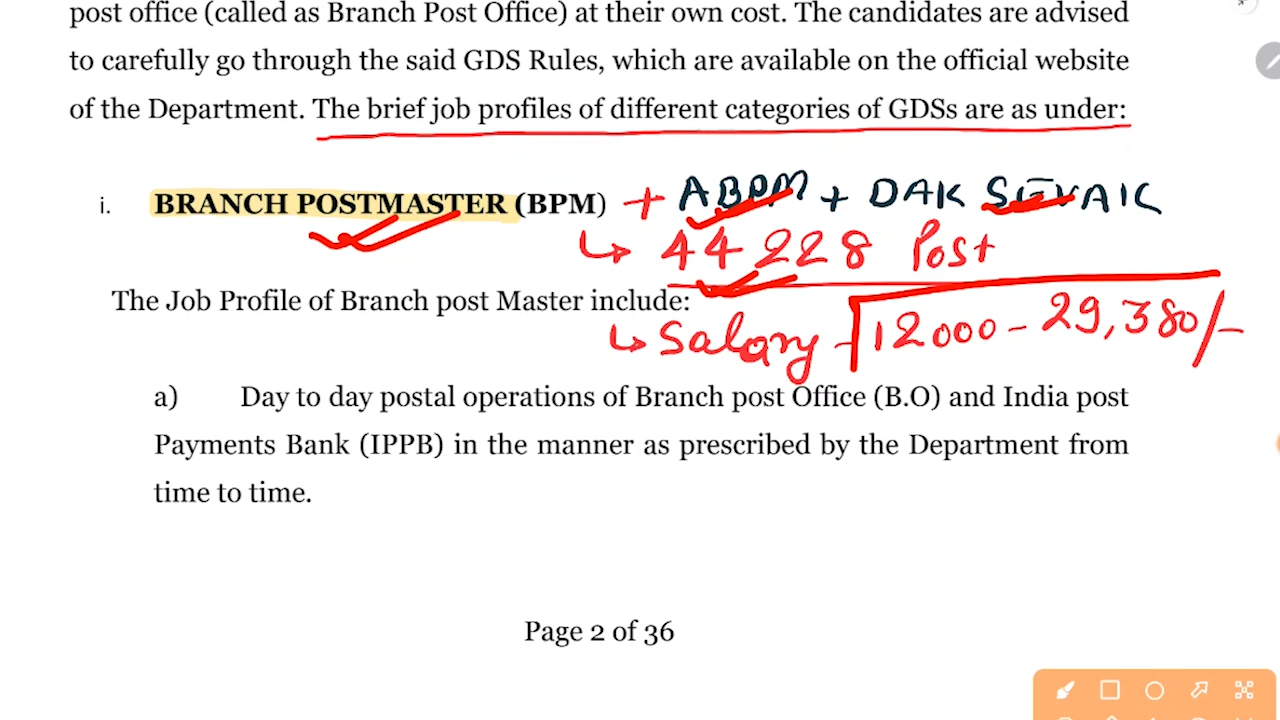 post office (called as Branch Post Office) at their own cost. The candidates are advised
to carefully go through the said GDS Rules, which are available on the official website
of the Department. The brief job profiles of different categories of GDSs are as under:
i. BRANCH POSTMASTER (BPM) + ABPM + DAK SEVAK
↳ 44228 Post
The Job Profile of Branch post Master include:
↳ Salary - 12000 - 29,380/-
a) Day to day postal operations of Branch post Office (B.O) and India post
Payments Bank (IPPB) in the manner as prescribed by the Department from
time to time.
Page 2 of 36